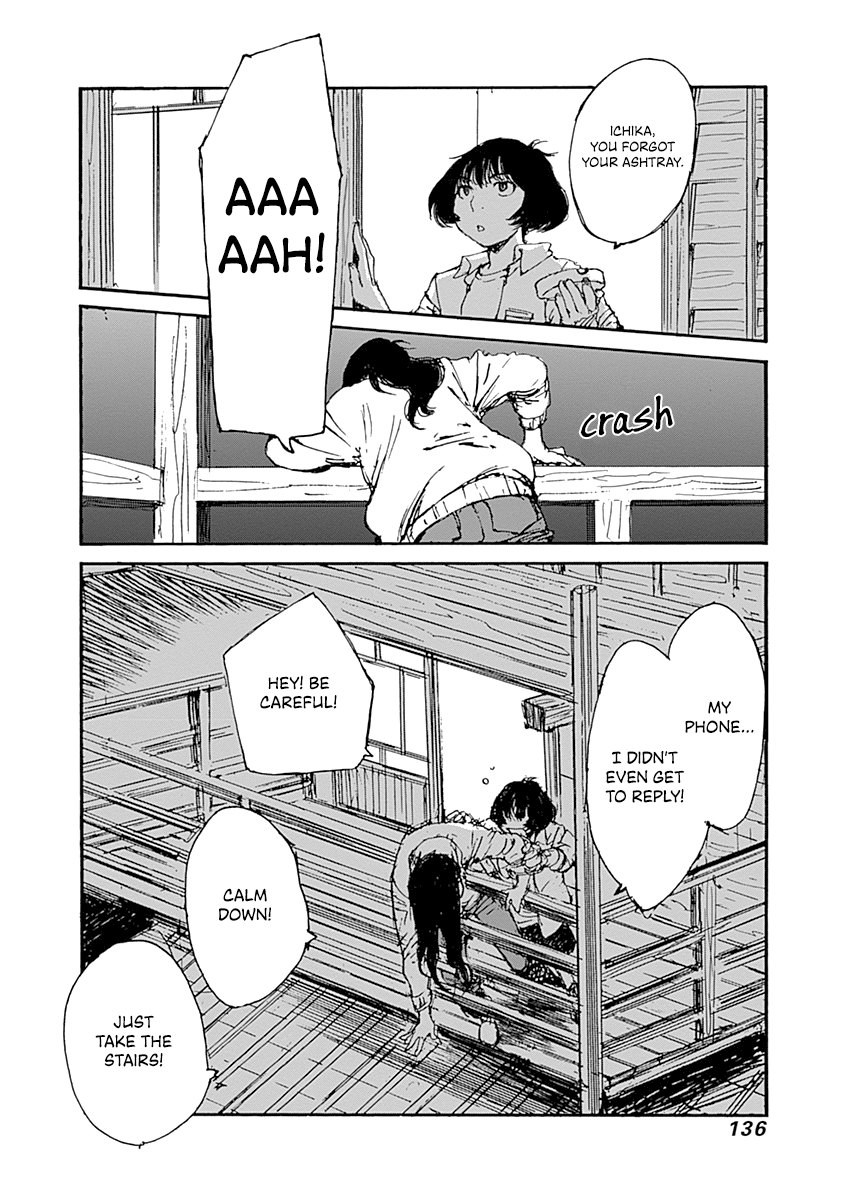 ICHIKA,
YOU FORGOT
YOUR ASHTRAY.
AAA
AAH!
crash
MY
PHONE...
I DIDN'T
EVEN GET
TO REPLY!
HEY! BE
CAREFUL!
CALM
DOWN!
JUST
TAKE THE
STAIRS!
136